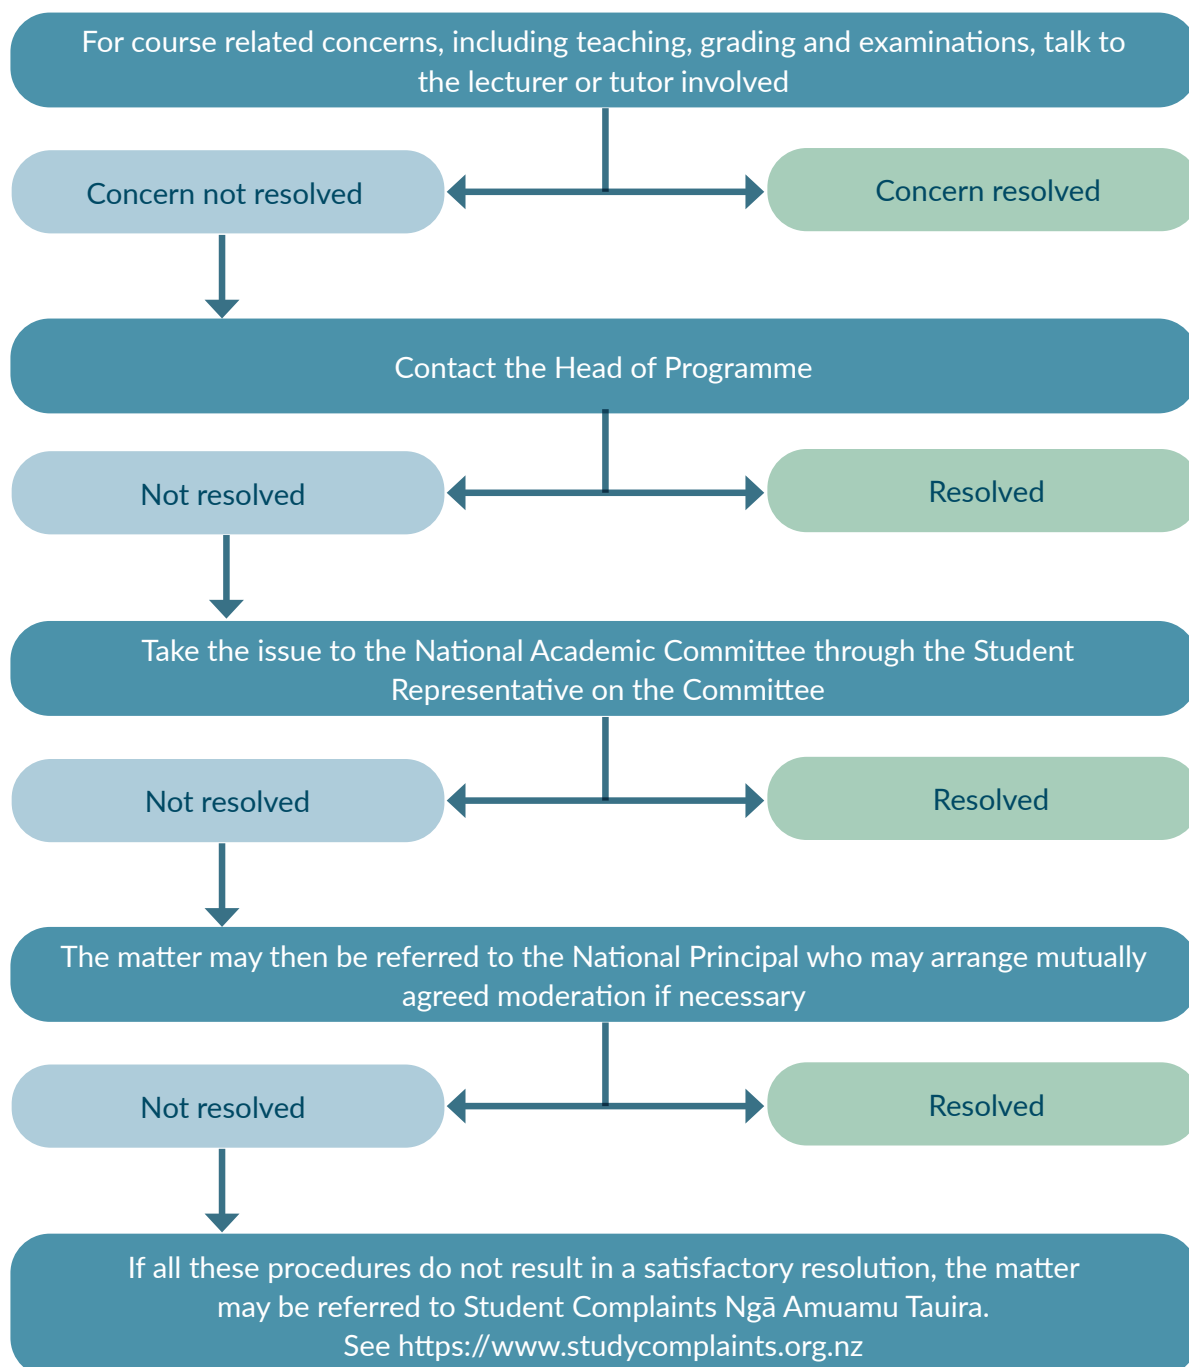 For course related concerns, including teaching, grading and examinations, talk to
the lecturer or tutor involved
Concern not resolved
Concern resolved
Contact the Head of Programme
Not resolved
Resolved
Take the issue to the National Academic Committee through the Student
Representative on the Committee
Not resolved
Resolved
The matter may then be referred to the National Principal who may arrange mutually
agreed moderation if necessary
Not resolved
Resolved
If all these procedures do not result in a satisfactory resolution, the matter
may be referred to Student Complaints Ngā Amuamu Tauira.
See https://www.studycomplaints.org.nz